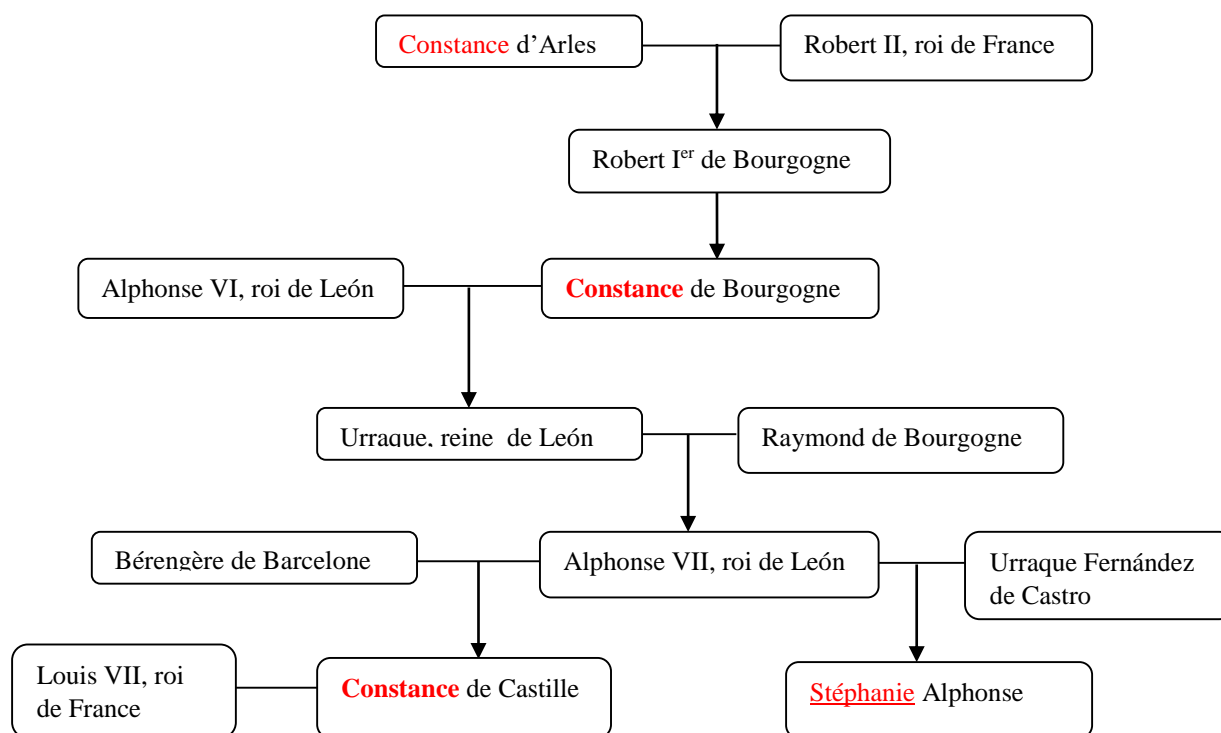 Constance d’Arles
Robert II, roi de France
Robert Ier de Bourgogne
Alphonse VI, roi de León
Constance de Bourgogne
Urraque, reine de León
Raymond de Bourgogne
Bérengère de Barcelone
Alphonse VII, roi de León
Urraque Fernández
de Castro
Louis VII, roi
de France
Constance de Castille
Stéphanie Alphonse